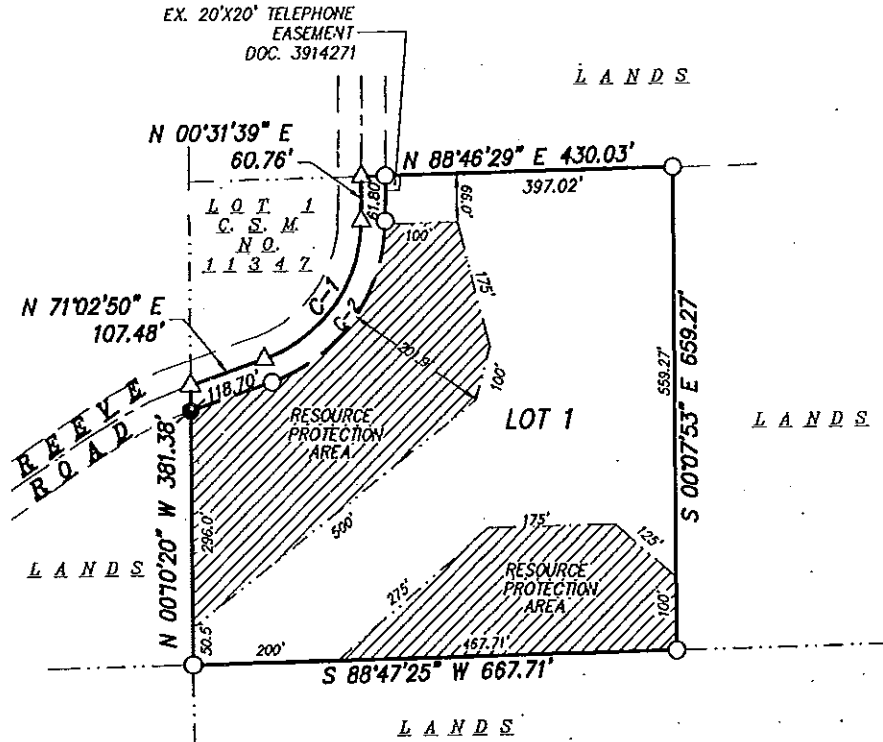 EX. 20'X20' TELEPHONE
EASEMENT
DOC. 3914271
LANDS
N 00°31'39" E
60.76'
N 88°46'29" E 430.03'
397.02'
61.80'
66.0'
LOT 1
C. S. M.
NO.
11347
100'
175'
C-1
C-2
N 71°02'50" E
107.48'
118.70'
100'
RESOURCE
PROTECTION
AREA
LOT 1
559.27'
S 00°07'53" E 659.27'
LANDS
REEVE
ROAD
N 00°10'20" W 381.38'
296.0'
500'
LANDS
175'
125'
275'
RESOURCE
PROTECTION
AREA
100'
50.5'
200'
467.71'
S 88°47'25" W 667.71'
LANDS